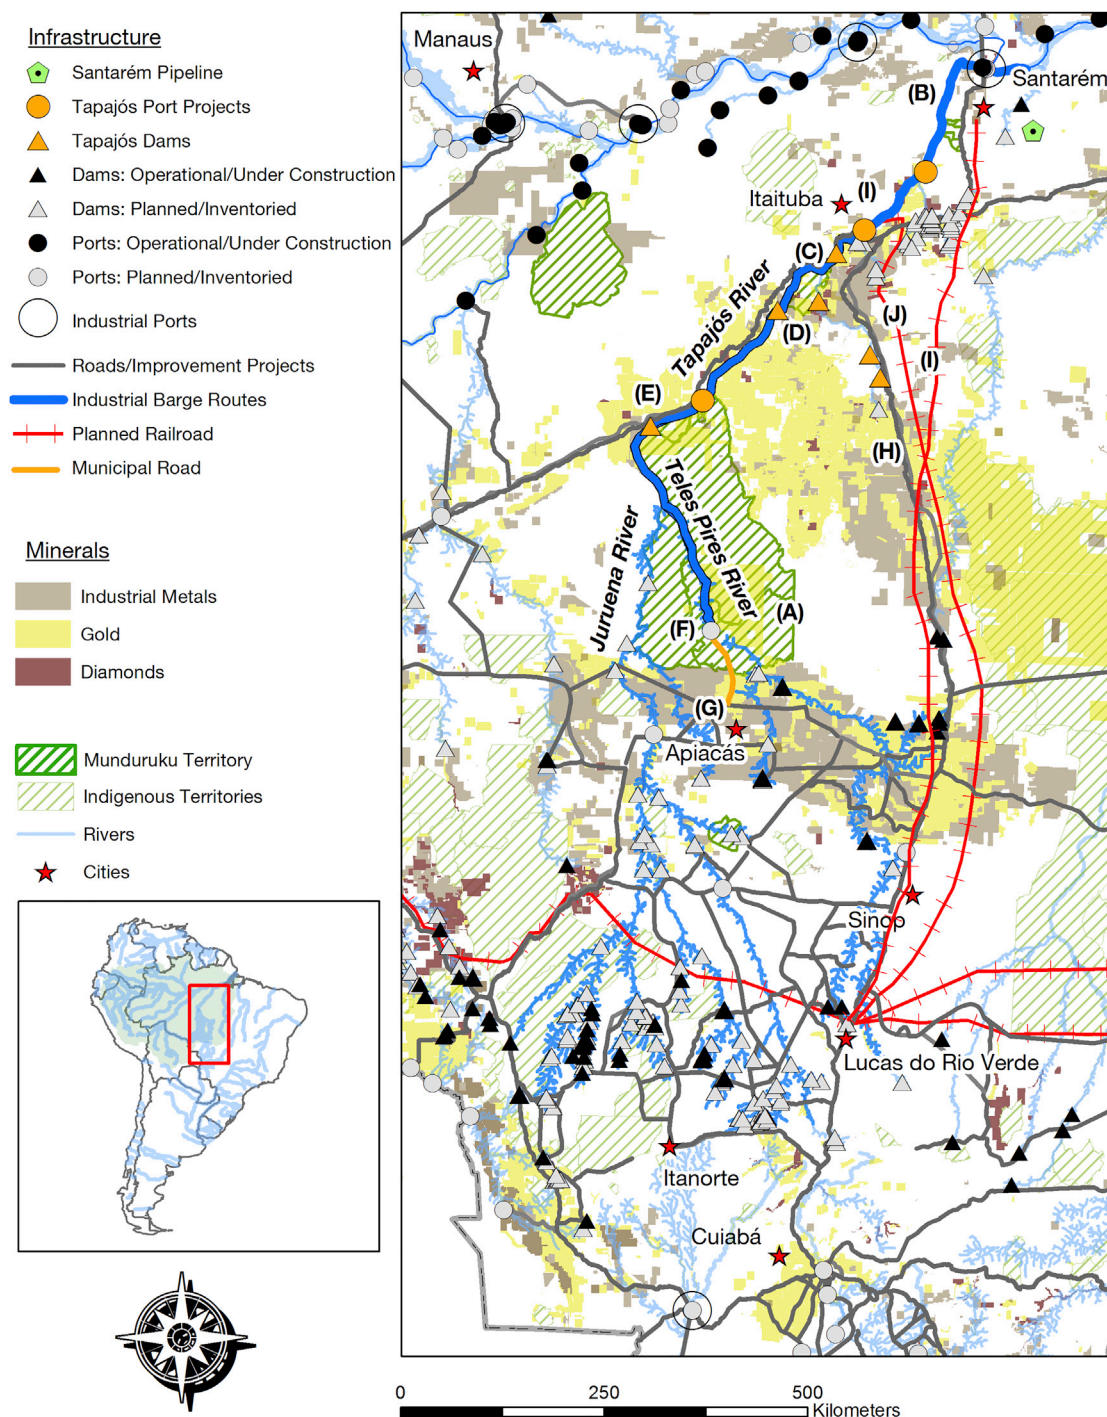 Infrastructure
Santarém Pipeline
Tapajós Port Projects
Tapajós Dams
Dams: Operational/Under Construction
Dams: Planned/Inventoried
Ports: Operational/Under Construction
Ports: Planned/Inventoried
Industrial Ports
Roads/Improvement Projects
Industrial Barge Routes
Planned Railroad
Municipal Road
Minerals
Industrial Metals
Gold
Diamonds
Munduruku Territory
Indigenous Territories
Rivers
Cities
Manaus
Santarém
(B)
Itaituba
(I)
(C)
Tapajós River
(J)
(D)
(I)
(E)
(H)
Teles Pires River
Juruena River
(A)
(F)
(G)
Apiacás
Sinop
Lucas do Rio Verde
Itanorte
Cuiabá
0
250
500
Kilometers